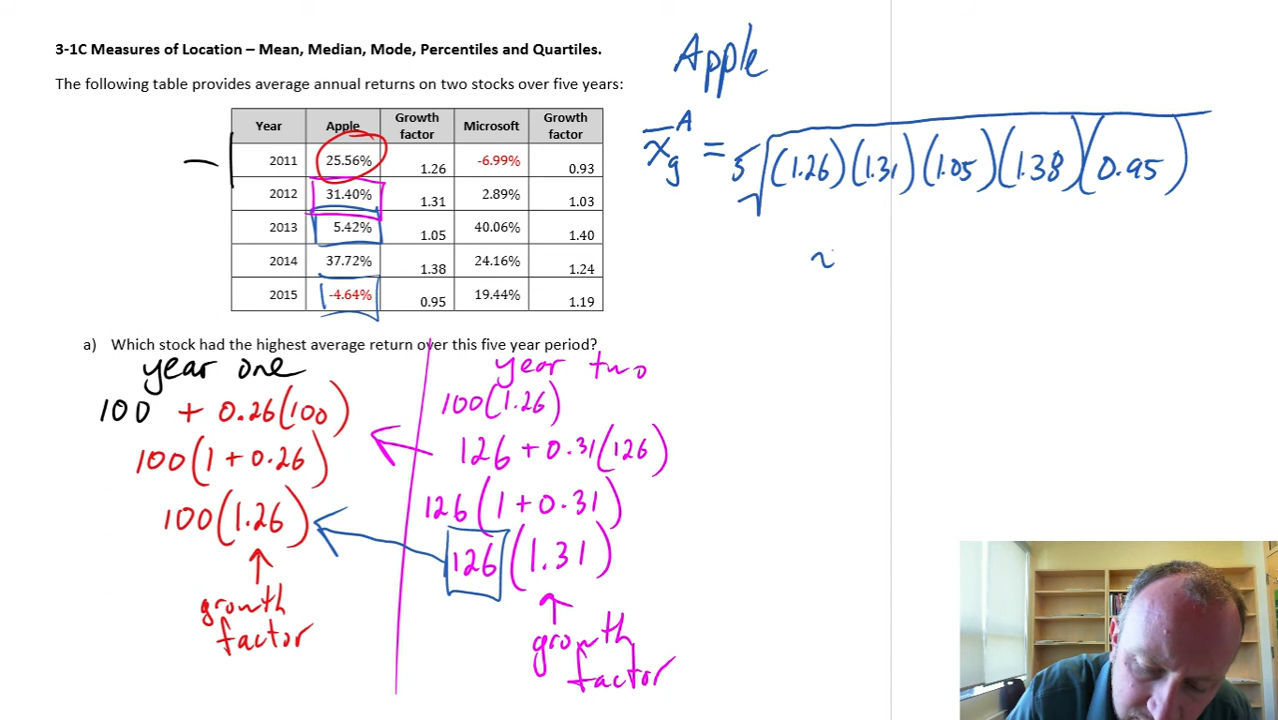 3-1C Measures of Location – Mean, Median, Mode, Percentiles and Quartiles.
The following table provides average annual returns on two stocks over five years:
Year Apple Growth factor Microsoft Growth factor
2011 25.56% 1.26 -6.99% 0.93
2012 31.40% 1.31 2.89% 1.03
2013 5.42% 1.05 40.06% 1.40
2014 37.72% 1.38 24.16% 1.24
2015 -4.64% 0.95 19.44% 1.19
a) Which stock had the highest average return over this five year period?
year one
100 + 0.26(100)
100(1 + 0.26)
100(1.26)
growth
factor
year two
100(1.26)
126 + 0.31(126)
126(1 + 0.31)
126(1.31)
growth
factor
Apple
x̄g^A = 5√(1.26)(1.31)(1.05)(1.38)(0.95)